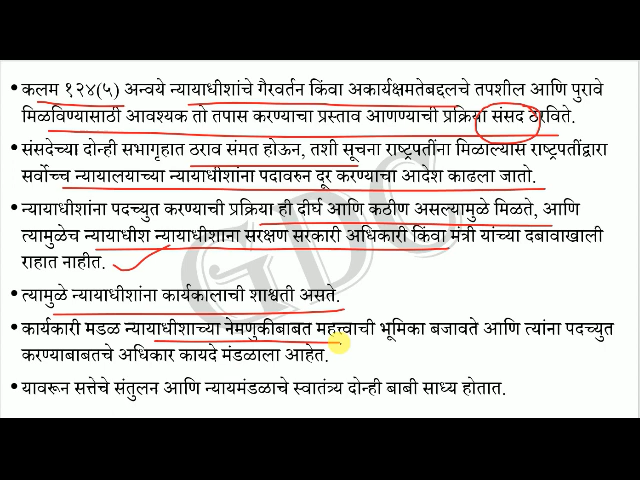 • कलम १२४(५) अन्वये न्यायाधीशांचे गैरवर्तन किंवा अकार्यक्षमतेबद्दलचे तपशील आणि पुरावे
मिळविण्यासाठी आवश्यक तो तपास करण्याचा प्रस्ताव आणण्याची प्रक्रिया संसद ठरविते.
• संसदेच्या दोन्ही सभागृहात ठराव संमत होऊन, तशी सूचना राष्ट्रपतींना मिळाल्यास राष्ट्रपतींद्वारा
सर्वोच्च न्यायालयाच्या न्यायाधीशांना पदावरुन दूर करण्याचा आदेश काढला जातो.
• न्यायाधीशांना पदच्युत करण्याची प्रक्रिया ही दीर्घ आणि कठीण असल्यामुळे मिळते, आणि
त्यामुळेच न्यायाधीश न्यायाधीशाना सरक्षण सरकारी अधिकारी किंवा मंत्री यांच्या दबावाखाली
राहात नाहीत.
• त्यामुळे न्यायाधीशांना कार्यकालाची शाश्वती असते.
• कार्यकारी मंडळ न्यायाधीशाच्या नेमणुकीबाबत महत्त्वाची भूमिका बजावते आणि त्यांना पदच्युत
करण्याबाबतचे अधिकार कायदे मंडळाला आहेत.
• यावरून सत्तेचे संतुलन आणि न्यायमंडळाचे स्वातंत्र्य दोन्ही बाबी साध्य होतात.
GDC